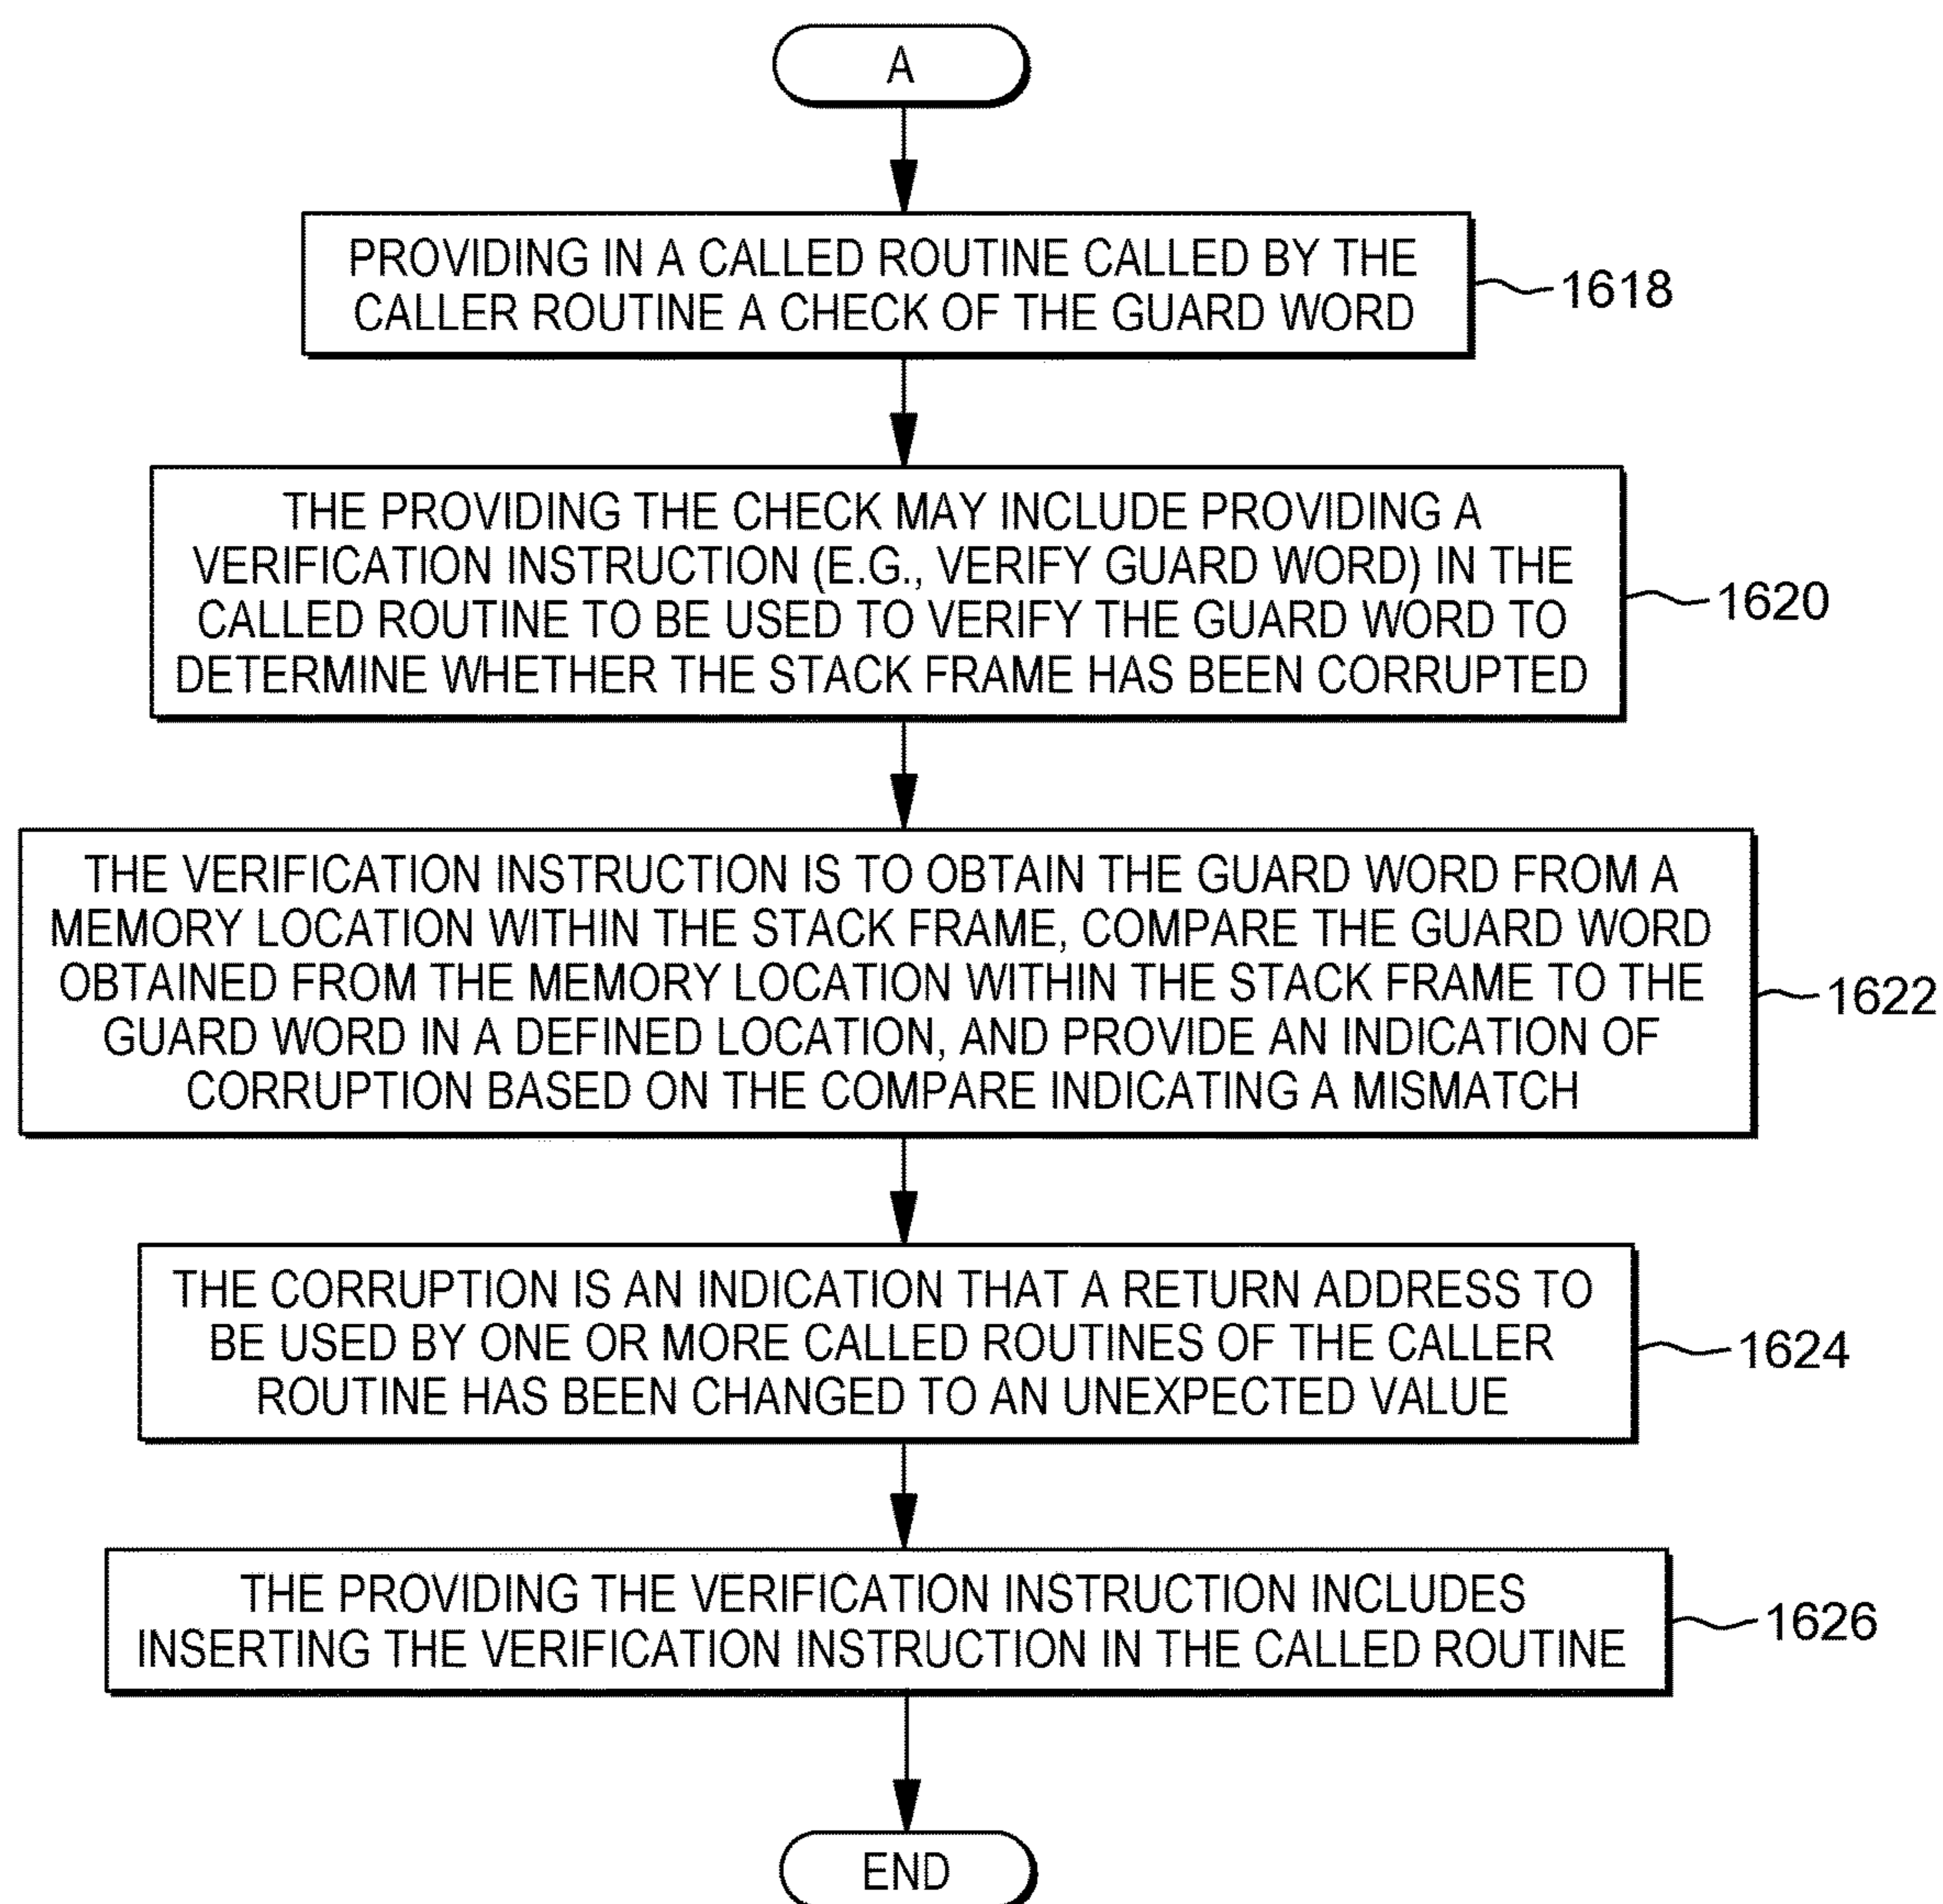 A
PROVIDING IN A CALLED ROUTINE CALLED BY THE
CALLER ROUTINE A CHECK OF THE GUARD WORD
1618
THE PROVIDING THE CHECK MAY INCLUDE PROVIDING A
VERIFICATION INSTRUCTION (E.G., VERIFY GUARD WORD) IN THE
CALLED ROUTINE TO BE USED TO VERIFY THE GUARD WORD TO
DETERMINE WHETHER THE STACK FRAME HAS BEEN CORRUPTED
1620
THE VERIFICATION INSTRUCTION IS TO OBTAIN THE GUARD WORD FROM A
MEMORY LOCATION WITHIN THE STACK FRAME, COMPARE THE GUARD WORD
OBTAINED FROM THE MEMORY LOCATION WITHIN THE STACK FRAME TO THE
GUARD WORD IN A DEFINED LOCATION, AND PROVIDE AN INDICATION OF
CORRUPTION BASED ON THE COMPARE INDICATING A MISMATCH
1622
THE CORRUPTION IS AN INDICATION THAT A RETURN ADDRESS TO
BE USED BY ONE OR MORE CALLED ROUTINES OF THE CALLER
ROUTINE HAS BEEN CHANGED TO AN UNEXPECTED VALUE
1624
THE PROVIDING THE VERIFICATION INSTRUCTION INCLUDES
INSERTING THE VERIFICATION INSTRUCTION IN THE CALLED ROUTINE
1626
END